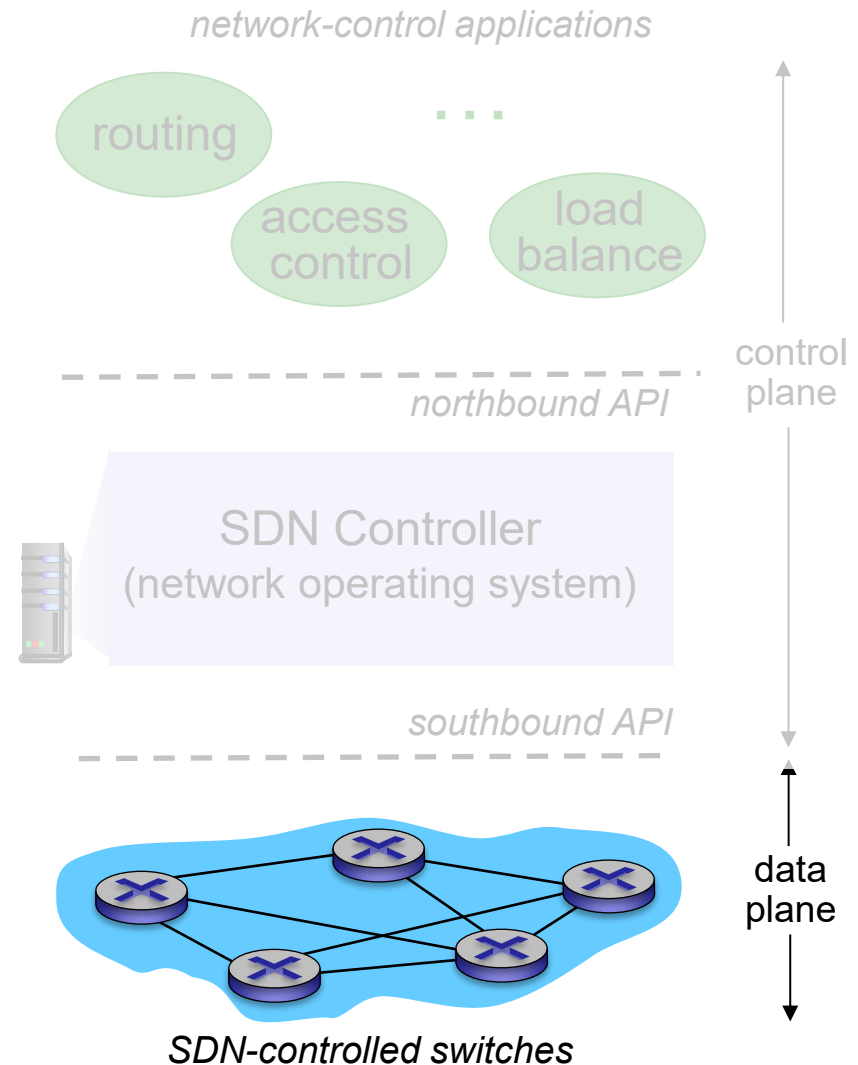 network-control applications
routing
. . .
access
control
load
balance
control
plane
northbound API
SDN Controller
(network operating system)
southbound API
data
plane
SDN-controlled switches